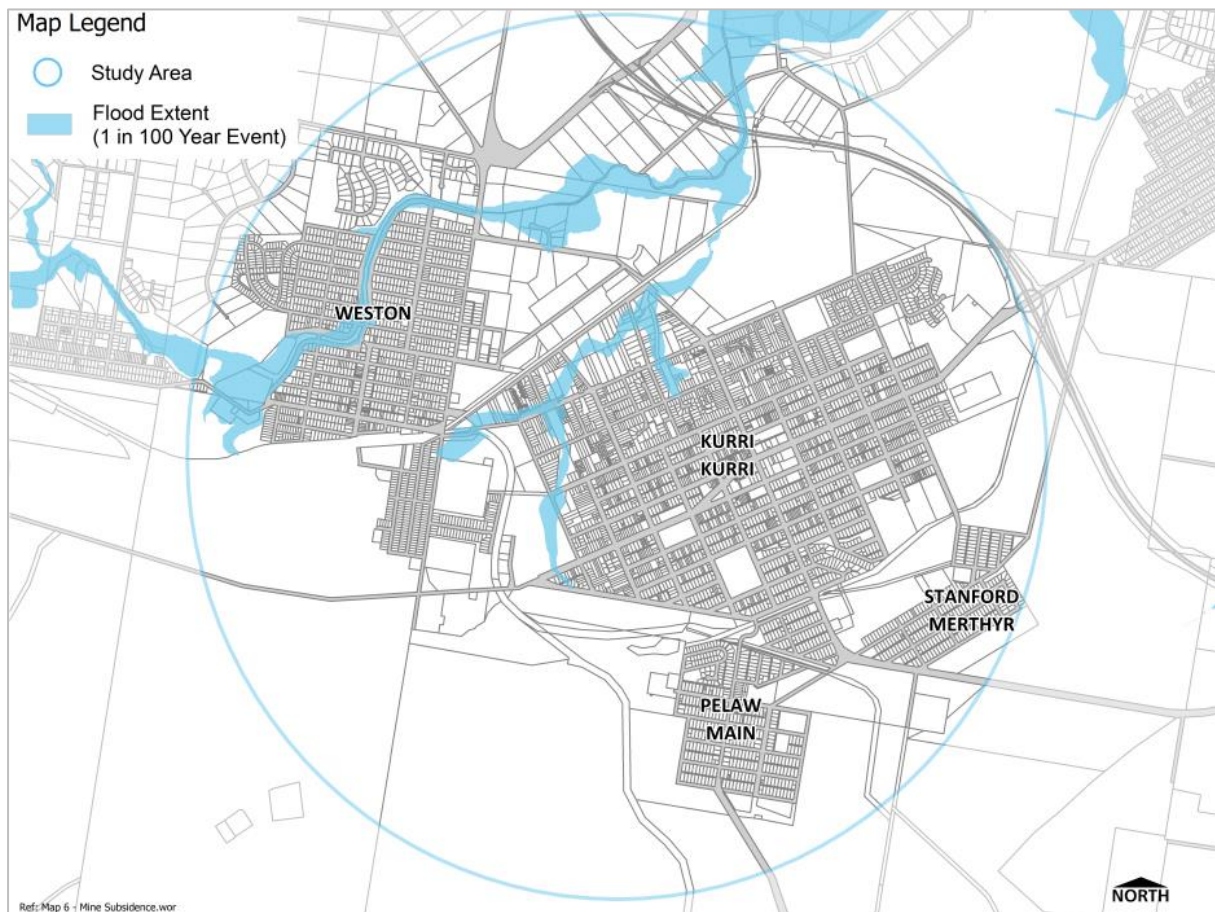 Map Legend
Study Area
Flood Extent
(1 in 100 Year Event)
WESTON
KURRI
KURRI
STANFORD
MERTHYR
PELAW
MAIN
NORTH
Ref: Map 6 - Mine Subsidence.wor